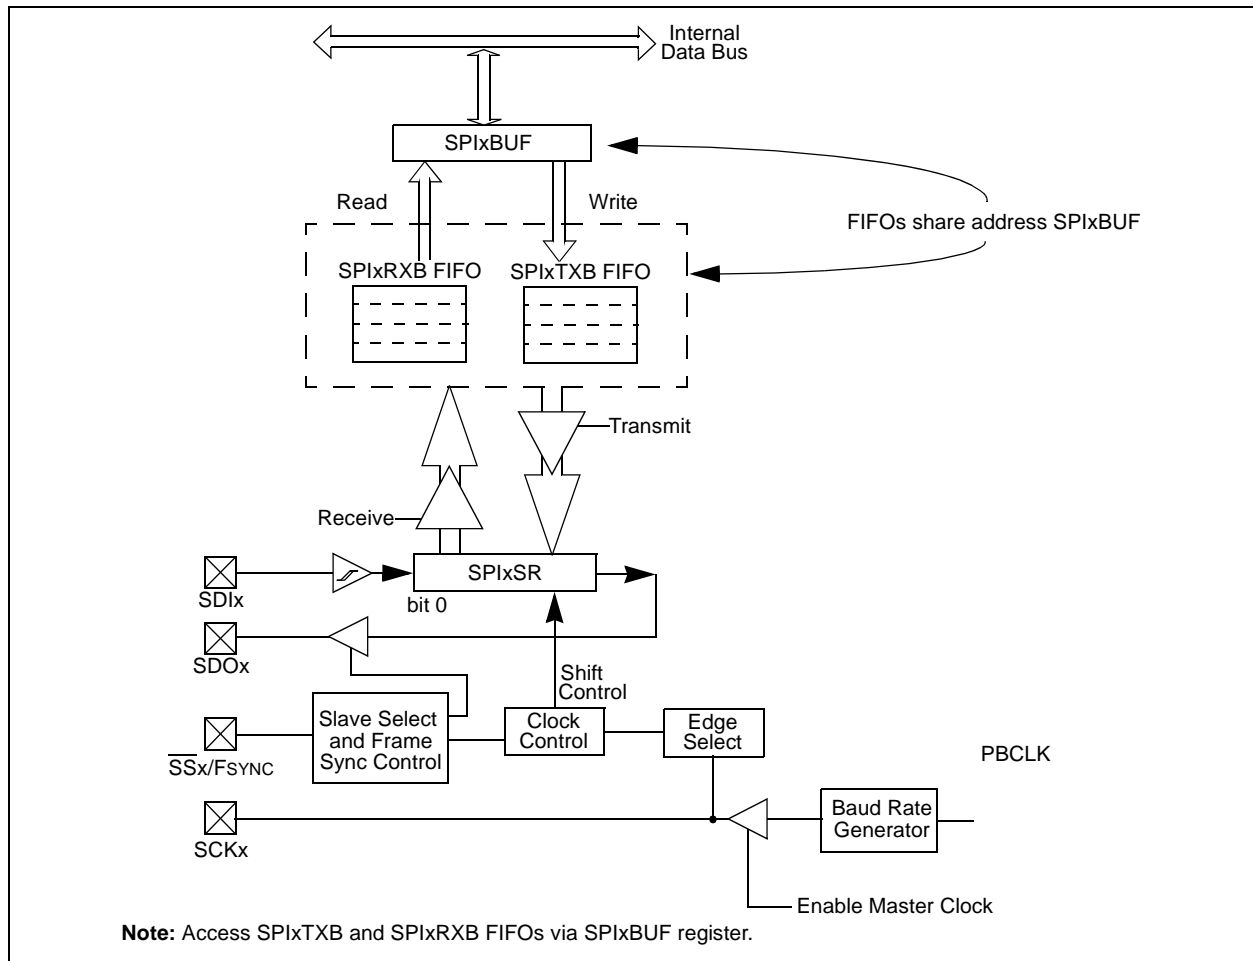 Internal
Data Bus
SPIxBUF
Read
Write
FIFOs share address SPIxBUF
SPIxRXB FIFO
SPIxTXB FIFO
Transmit
Receive
SPIxSR
SDIx
bit 0
SDOx
Shift
Control
Slave Select
and Frame
Sync Control
Clock
Control
Edge
Select
SSx/FSYNC
PBCLK
Baud Rate
Generator
SCKx
Enable Master Clock
Note: Access SPIxTXB and SPIxRXB FIFOs via SPIxBUF register.